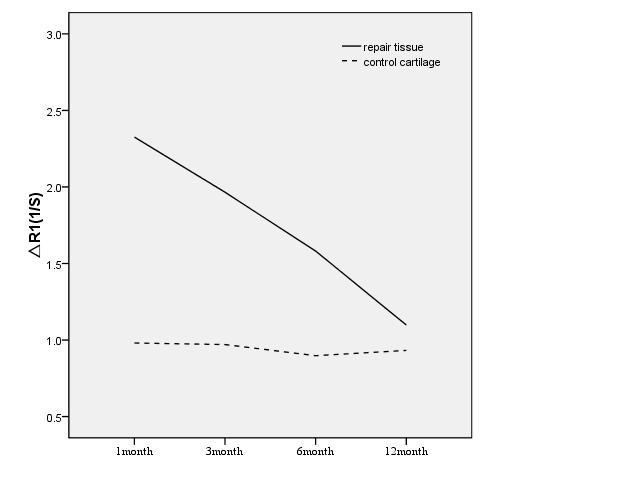 3.0
2.5
2.0
1.5
1.0
0.5
△R1(1/S)
repair tissue
control cartilage
1month 3month 6month 12month